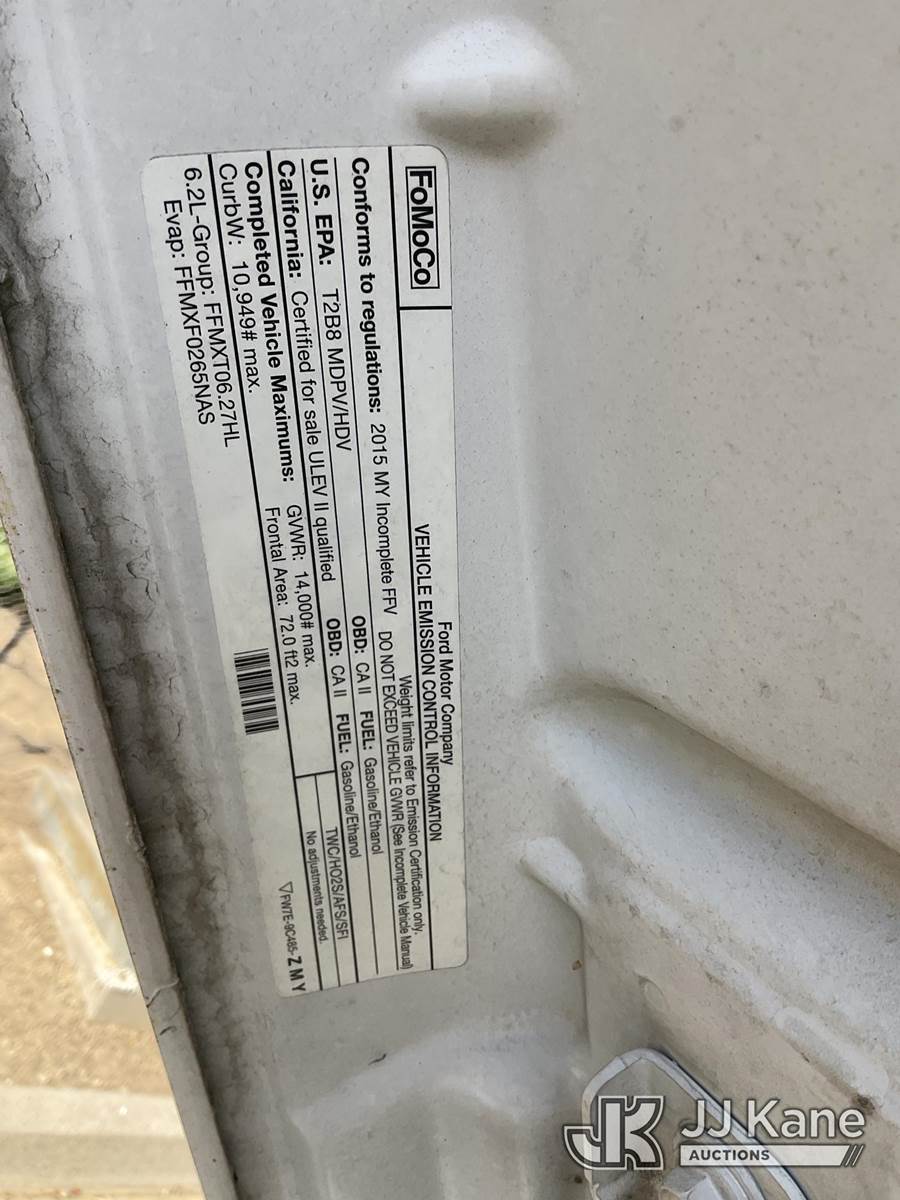 FoMoCo
Ford Motor Company
VEHICLE EMISSION CONTROL INFORMATION
Weight limits refer to Emission Certification only.
Conforms to regulations: 2015 MY Incomplete FFV DO NOT EXCEED VEHICLE GVWR (See Incomplete Vehicle Manual)
U.S. EPA: T2B8 MDPV/HDV OBD: CA II FUEL: Gasoline/Ethanol
California: Certified for sale ULEV II qualified OBD: CA II FUEL: Gasoline/Ethanol
Completed Vehicle Maximums: GVWR: 14,000# max. TWC/HO2S/AFS/SFI
CurbW: 10,949# max. Frontal Area: 72.0 ft2 max. No adjustments needed.
6.2L-Group: FFMXT06.27HL
Evap: FFMXF0265NAS
FW7E-9C485-ZMY
JK JJ Kane
AUCTIONS